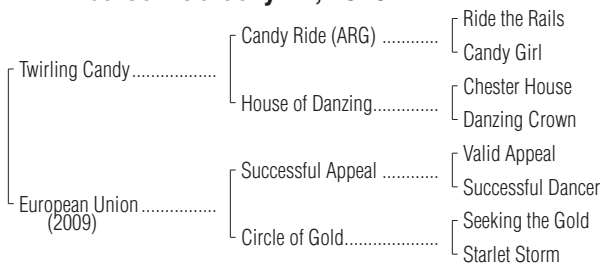 Ride the Rails
Candy Ride (ARG) ............
Candy Girl
Twirling Candy..................
Chester House
House of Danzing..............
Danzing Crown
Valid Appeal
Successful Appeal ............
Successful Dancer
European Union ................
(2009)
Seeking the Gold
Circle of Gold....................
Starlet Storm